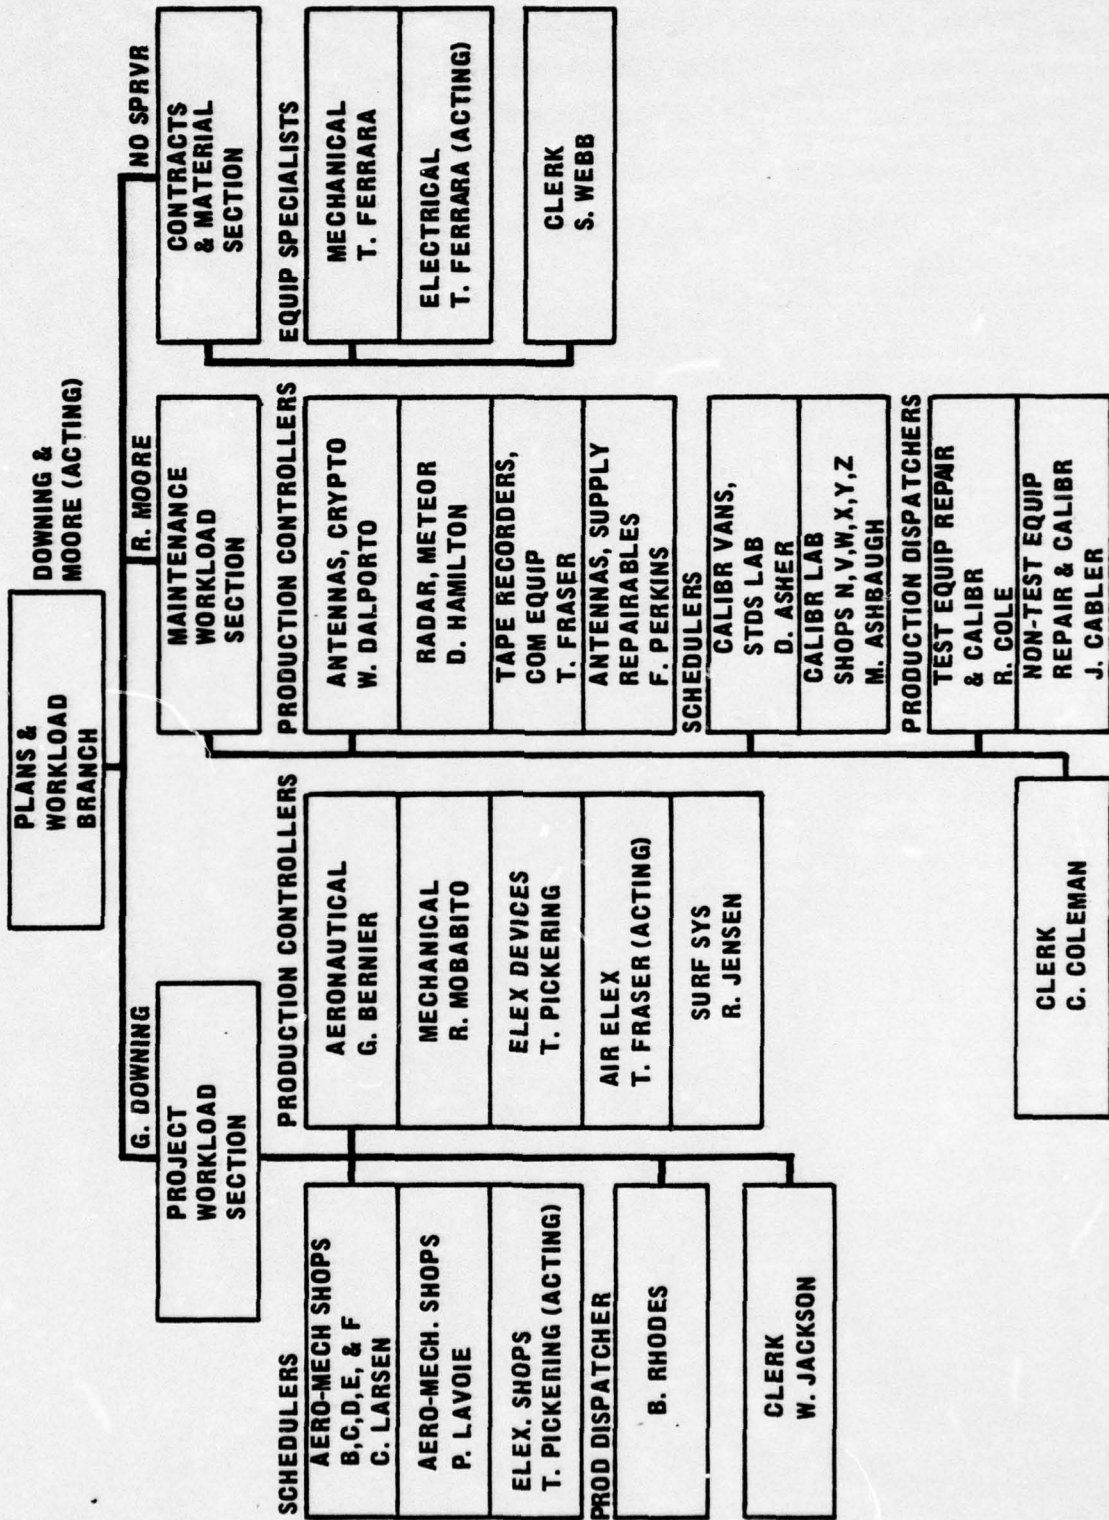 PLANS &
WORKLOAD
BRANCH
DOWNING &
MOORE (ACTING)
G. DOWNING
PROJECT
WORKLOAD
SECTION
SCHEDULERS
AERO-MECH SHOPS
B,C,D,E, & F
C. LARSEN
AERO-MECH. SHOPS
P. LAVOIE
ELEX. SHOPS
T. PICKERING (ACTING)
PROD DISPATCHER
B. RHODES
CLERK
W. JACKSON
PRODUCTION CONTROLLERS
AERONAUTICAL
G. BERNIER
MECHANICAL
R. MOBABITO
ELEX DEVICES
T. PICKERING
AIR ELEX
T. FRASER (ACTING)
SURF SYS
R. JENSEN
R. MOORE
MAINTENANCE
WORKLOAD
SECTION
PRODUCTION CONTROLLERS
ANTENNAS, CRYPTO
W. DALPORTO
RADAR, METEOR
D. HAMILTON
TAPE RECORDERS,
COM EQUIP
T. FRASER
ANTENNAS, SUPPLY
REPAIRABLES
F. PERKINS
SCHEDULERS
CALIBR VANS,
STDS LAB
D. ASHER
CALIBR LAB
SHOPS N,V,W,X,Y,Z
M. ASHBAUGH
PRODUCTION DISPATCHERS
TEST EQUIP REPAIR
& CALIBR
R. COLE
NON-TEST EQUIP
REPAIR & CALIBR
J. CABLER
CLERK
C. COLEMAN
NO SPRVR
CONTRACTS
& MATERIAL
SECTION
EQUIP SPECIALISTS
MECHANICAL
T. FERRARA
ELECTRICAL
T. FERRARA (ACTING)
CLERK
S. WEBB